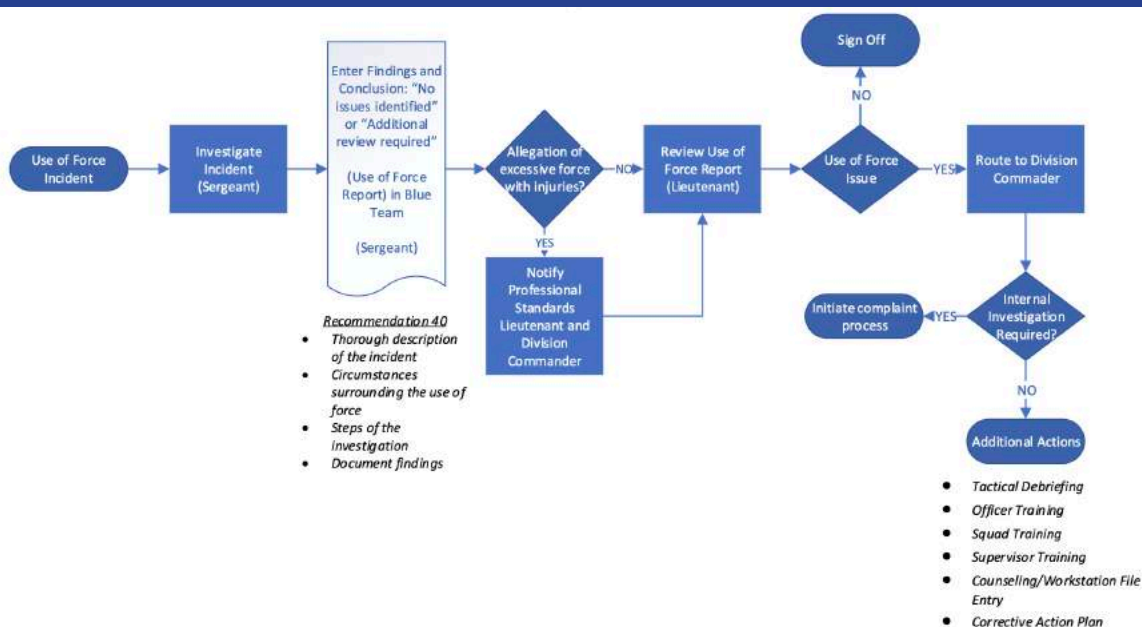 Use of Force
Incident
Investigate
Incident
(Sergeant)
Enter Findings and
Conclusion: “No
issues identified”
or “Additional
review required”
(Use of Force
Report) in Blue
Team
(Sergeant)
Recommendation 40
• Thorough description
of the incident
• Circumstances
surrounding the use of
force
• Steps of the
investigation
• Document findings
Allegation of
excessive force
with injuries?
NO
YES
Notify
Professional
Standards
Lieutenant and
Division
Commander
Review Use of
Force Report
(Lieutenant)
Use of Force
Issue
NO
Sign Off
YES
Route to Division
Commader
Internal
Investigation
Required?
YES
Initiate complaint
process
NO
Additional Actions
• Tactical Debriefing
• Officer Training
• Squad Training
• Supervisor Training
• Counseling/Workstation File
Entry
• Corrective Action Plan